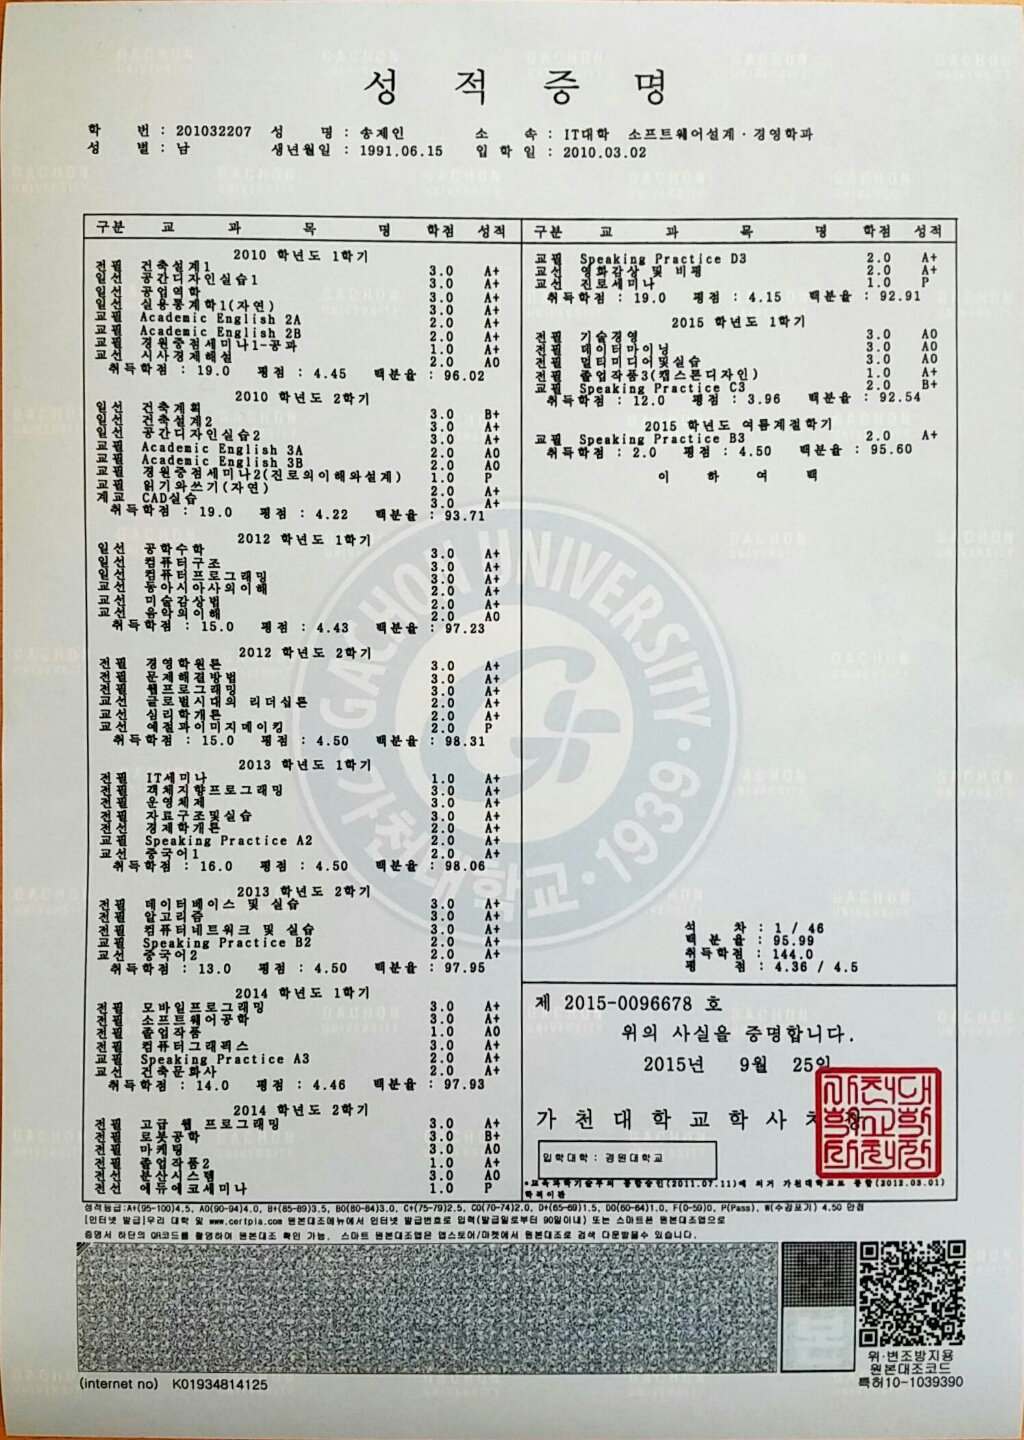 성 적 증 명
학 번 : 201032207 성 명 : 송제인 소 속 : IT대학 소프트웨어설계·경영학과
성 별 : 남 생년월일 : 1991.06.15 입 학 일 : 2010.03.02
구분 교 과 목 명 학점 성적
2010 학년도 1학기
전필 건축설계1 3.0 A+
일선 공간디자인실습1 3.0 A+
일선 공업역학 3.0 A+
일선 실용통계학1(자연) 3.0 A+
교필 Academic English 2A 2.0 A+
교필 Academic English 2B 2.0 A+
교필 경원중점세미나1-공과 1.0 A+
교선 시사경제해설 2.0 A0
취득학점 : 19.0 평점 : 4.45 백분율 : 96.02
2010 학년도 2학기
일선 건축계획 3.0 B+
일선 건축설계2 3.0 A+
일선 공간디자인실습2 3.0 A+
교필 Academic English 3A 2.0 A0
교필 Academic English 3B 2.0 A0
교필 경원중점세미나2(진로의이해와설계) 1.0 P
교필 읽기와쓰기(자연) 2.0 A+
계교 CAD실습 3.0 A+
취득학점 : 19.0 평점 : 4.22 백분율 : 93.71
2012 학년도 1학기
일선 공학수학 3.0 A+
일선 컴퓨터구조 3.0 A+
일선 컴퓨터프로그래밍 3.0 A+
교선 동아시아사의이해 2.0 A+
교선 미술감상법 2.0 A+
교선 음악의이해 2.0 A0
취득학점 : 15.0 평점 : 4.43 백분율 : 97.23
2012 학년도 2학기
전필 경영학원론 3.0 A+
전필 문제해결방법 3.0 A+
전필 웹프로그래밍 3.0 A+
교선 글로벌시대의 리더십론 2.0 A+
교선 심리학개론 2.0 A+
교선 예절과이미지메이킹 2.0 P
취득학점 : 15.0 평점 : 4.50 백분율 : 98.31
2013 학년도 1학기
전필 IT세미나 1.0 A+
전필 객체지향프로그래밍 3.0 A+
전필 운영체제 3.0 A+
전필 자료구조및실습 3.0 A+
전선 경제학개론 2.0 A+
교필 Speaking Practice A2 2.0 A+
교선 중국어1 2.0 A+
취득학점 : 16.0 평점 : 4.50 백분율 : 98.06
2013 학년도 2학기
전필 데이터베이스 및 실습 3.0 A+
전필 알고리즘 3.0 A+
전필 컴퓨터네트워크 및 실습 3.0 A+
교필 Speaking Practice B2 2.0 A+
교선 중국어2 2.0 A+
취득학점 : 13.0 평점 : 4.50 백분율 : 97.95
2014 학년도 1학기
전필 모바일프로그래밍 3.0 A+
전필 소프트웨어공학 3.0 A+
전필 졸업작품 1.0 A0
전필 컴퓨터그래픽스 3.0 A+
교필 Speaking Practice A3 2.0 A+
교선 건축문화사 2.0 A+
취득학점 : 14.0 평점 : 4.46 백분율 : 97.93
2014 학년도 2학기
전필 고급 웹 프로그래밍 3.0 A+
전필 로봇공학 3.0 B+
전필 마케팅 3.0 A0
전필 졸업작품2 1.0 A+
전선 분산시스템 3.0 A0
전선 에듀에코세미나 1.0 P
구분 교 과 목 명 학점 성적
교필 Speaking Practice D3 2.0 A+
교선 영화감상 및 비평 2.0 A+
교선 진로세미나 1.0 P
취득학점 : 19.0 평점 : 4.15 백분율 : 92.91
2015 학년도 1학기
전필 기술경영 3.0 A0
전필 데이터마이닝 3.0 A0
전필 멀티미디어및실습 3.0 A0
전필 졸업작품3(캡스톤디자인) 1.0 A+
교필 Speaking Practice C3 2.0 B+
취득학점 : 12.0 평점 : 3.96 백분율 : 92.54
2015 학년도 여름계절학기
교필 Speaking Practice B3 2.0 A+
취득학점 : 2.0 평점 : 4.50 백분율 : 95.60
이 하 여 백
석 차 : 1 / 46
백 분 율 : 95.99
취득학점 : 144.0
평 점 : 4.36 / 4.5
제 2015-0096678 호
위의 사실을 증명합니다.
2015년 9월 25일
가 천 대 학 교 학 사 처 장
입학대학 : 경원대학교
*교육과학기술부의 통합승인(2011.07.11)에 의거 가천대학교로 통합(2012.03.01)
학적이관
성적등급:A+(95-100)4.5, A0(90-94)4.0, B+(85-89)3.5, B0(80-84)3.0, C+(75-79)2.5, C0(70-74)2.0, D+(65-69)1.5, D0(60-64)1.0, F(0-59)0, P(Pass), W(수강포기) 4.50 만점
[인터넷 발급]우리 대학 및 www.certpia.com 원본대조메뉴에서 인터넷 발급번호로 입력(발급일로부터 90일이내) 또는 스마트폰 원본대조앱으로
증명서 하단의 QR코드를 촬영하여 원본대조 확인 가능. 스마트 원본대조앱은 앱스토어/마켓에서 원본대조로 검색 다운받을수 있습니다.
GACHON UNIVERSITY · 1939 · 가천대학교
원본
위·변조방지용
원본대조코드
특허10-1039390
(internet no) K01934814125